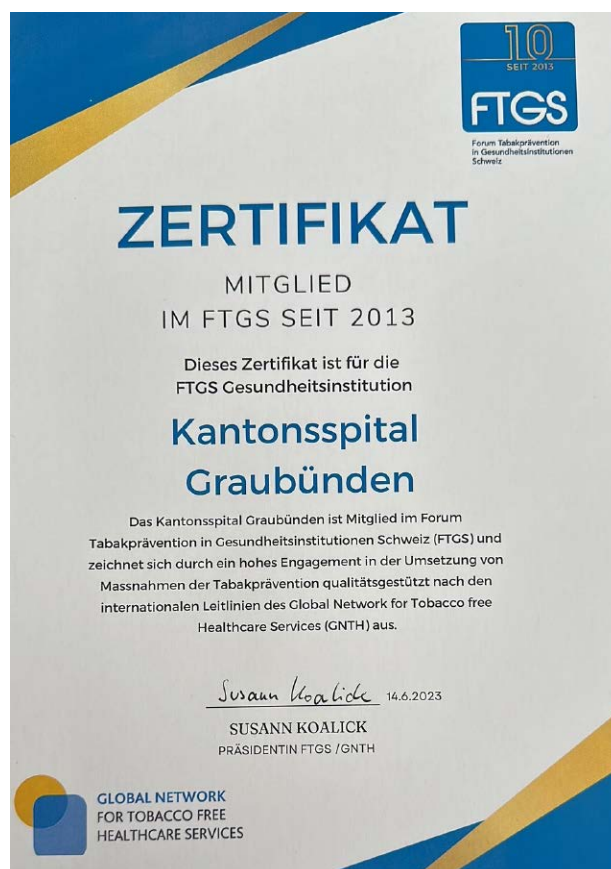 10
SEIT 2013
FTGS
Forum Tabakprävention
in Gesundheitsinstitutionen
Schweiz
ZERTIFIKAT
MITGLIED
IM FTGS SEIT 2013
Dieses Zertifikat ist für die
FTGS Gesundheitsinstitution
Kantonsspital
Graubünden
Das Kantonsspital Graubünden ist Mitglied im Forum
Tabakprävention in Gesundheitsinstitutionen Schweiz (FTGS) und
zeichnet sich durch ein hohes Engagement in der Umsetzung von
Massnahmen der Tabakprävention qualitätsgestützt nach den
internationalen Leitlinien des Global Network for Tobacco free
Healthcare Services (GNTH) aus.
Susann Koalick 14.6.2023
SUSANN KOALICK
PRÄSIDENTIN FTGS /GNTH
GLOBAL NETWORK
FOR TOBACCO FREE
HEALTHCARE SERVICES